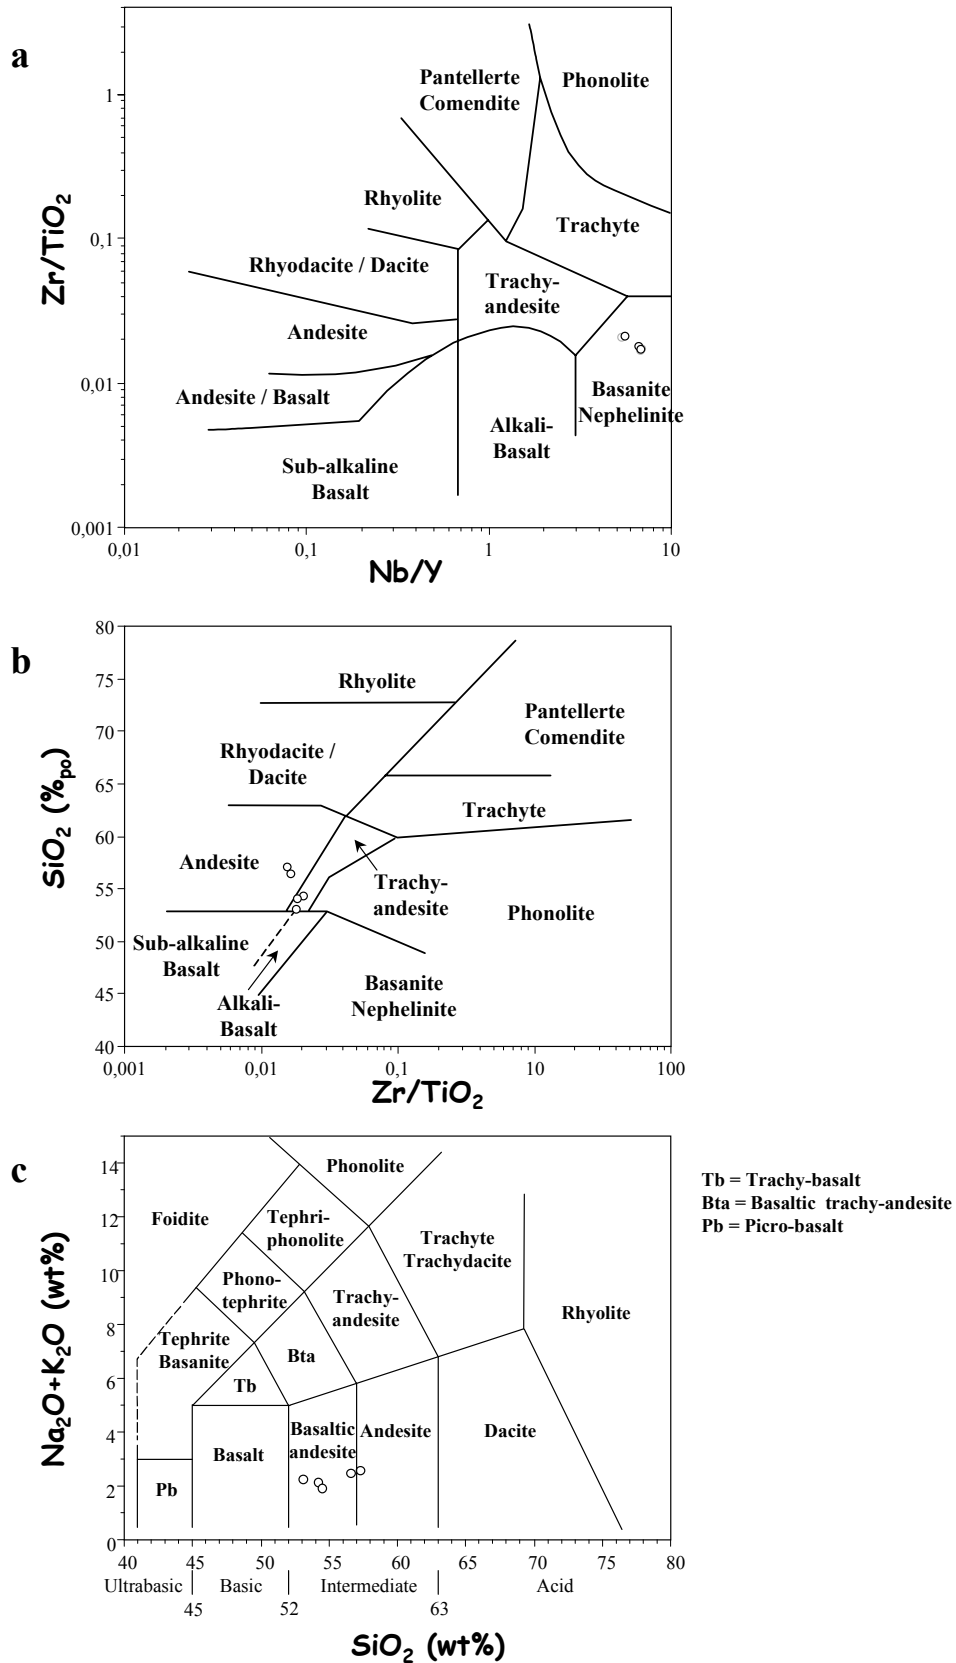 a
Pantellerte
Comendite
Phonolite
1
Rhyolite
Trachyte
0,1
Rhyodacite / Dacite
Trachy-
andesite
Andesite
0,01
Andesite / Basalt
Basanite
Nephelinite
Alkali-
Basalt
Sub-alkaline
Basalt
0,001
0,01
0,1
1
10
Zr/TiO2
Nb/Y
b
80
75
70
65
60
55
50
45
40
Rhyolite
Pantellerte
Comendite
Rhyodacite /
Dacite
Trachyte
Andesite
Trachy-
andesite
Phonolite
Sub-alkaline
Basalt
Basanite
Nephelinite
Alkali-
Basalt
0,001
0,01
0,1
10
100
SiO2 (%po)
Zr/TiO2
c
14
12
10
8
6
4
2
0
Phonolite
Foidite
Tephri-
phonolite
Trachyte
Trachydacite
Phono-
tephrite
Trachy-
andesite
Rhyolite
Tephrite
Basanite
Bta
Tb
Basalt
Basaltic
andesite
Andesite
Dacite
Pb
Tb = Trachy-basalt
Bta = Basaltic trachy-andesite
Pb = Picro-basalt
40 45 50 55 60 65 70 75 80
Ultrabasic Basic Intermediate Acid
45 52 63
Na2O+K2O (wt%)
SiO2 (wt%)